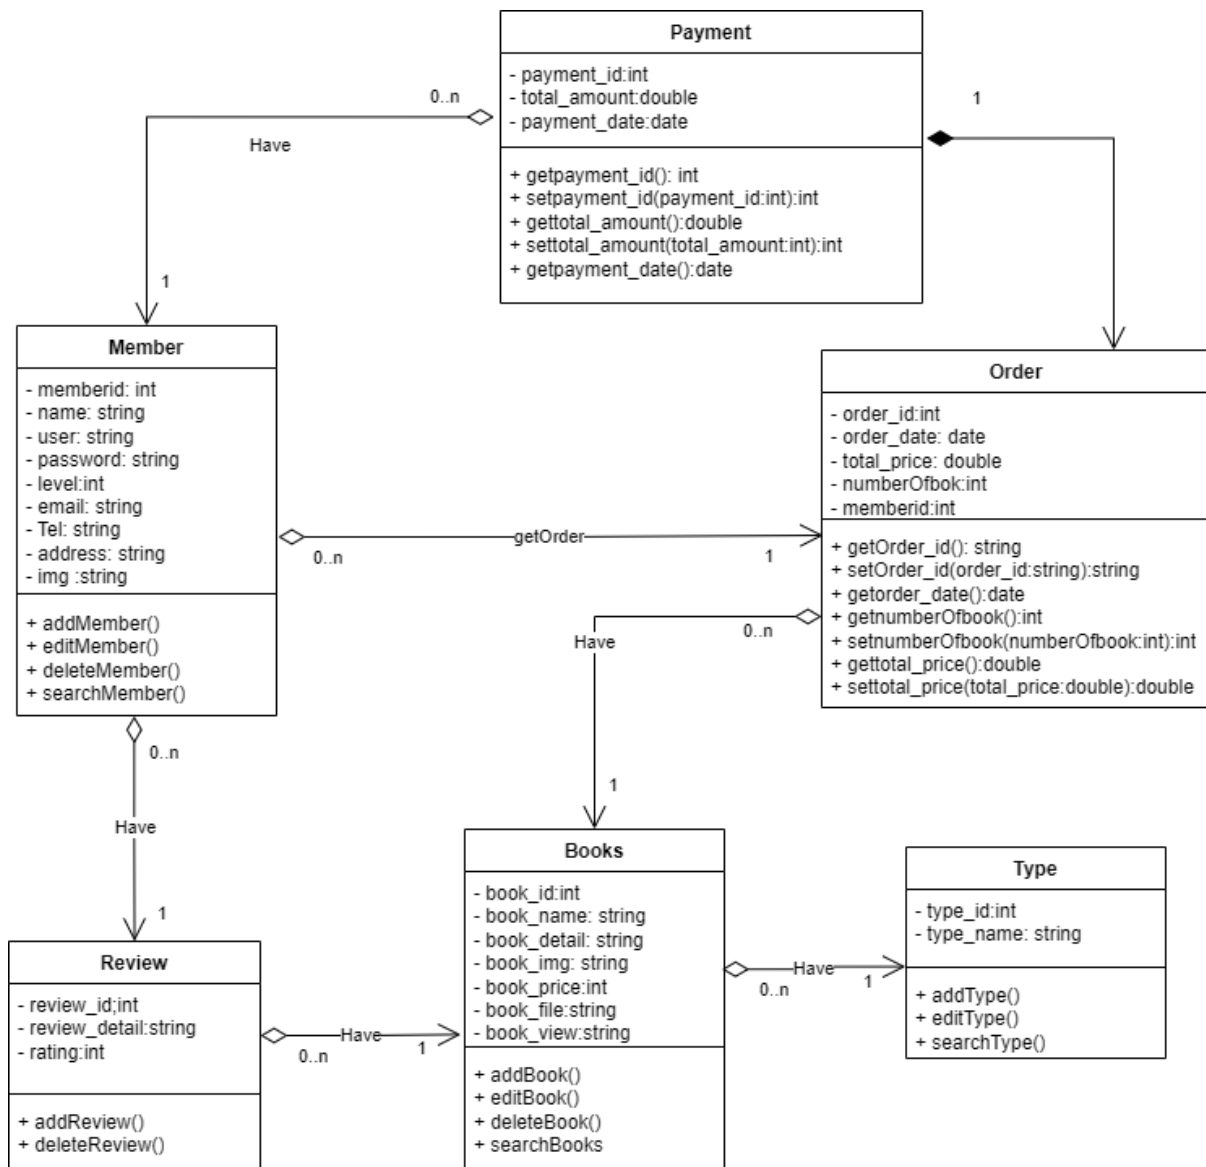 Payment
- payment_id:int
- total_amount:double
- payment_date:date
+ getpayment_id(): int
+ setpayment_id(payment_id:int):int
+ gettotal_amount():double
+ settotal_amount(total_amount:int):int
+ getpayment_date():date
0..n
Have
1
1
Member
- memberid: int
- name: string
- user: string
- password: string
- level:int
- email: string
- Tel: string
- address: string
- img :string
+ addMember()
+ editMember()
+ deleteMember()
+ searchMember()
0..n
getOrder
1
Order
- order_id:int
- order_date: date
- total_price: double
- numberOfbok:int
- memberid:int
+ getOrder_id(): string
+ setOrder_id(order_id:string):string
+ getorder_date():date
+ getnumberOfbook():int
+ setnumberOfbook(numberOfbook:int):int
+ gettotal_price():double
+ settotal_price(total_price:double):double
0..n
Have
1
0..n
Have
1
Review
- review_id;int
- review_detail:string
- rating:int
+ addReview()
+ deleteReview()
0..n
Have
1
Books
- book_id:int
- book_name: string
- book_detail: string
- book_img: string
- book_price:int
- book_file:string
- book_view:string
+ addBook()
+ editBook()
+ deleteBook()
+ searchBooks
0..n
Have
1
Type
- type_id:int
- type_name: string
+ addType()
+ editType()
+ searchType()